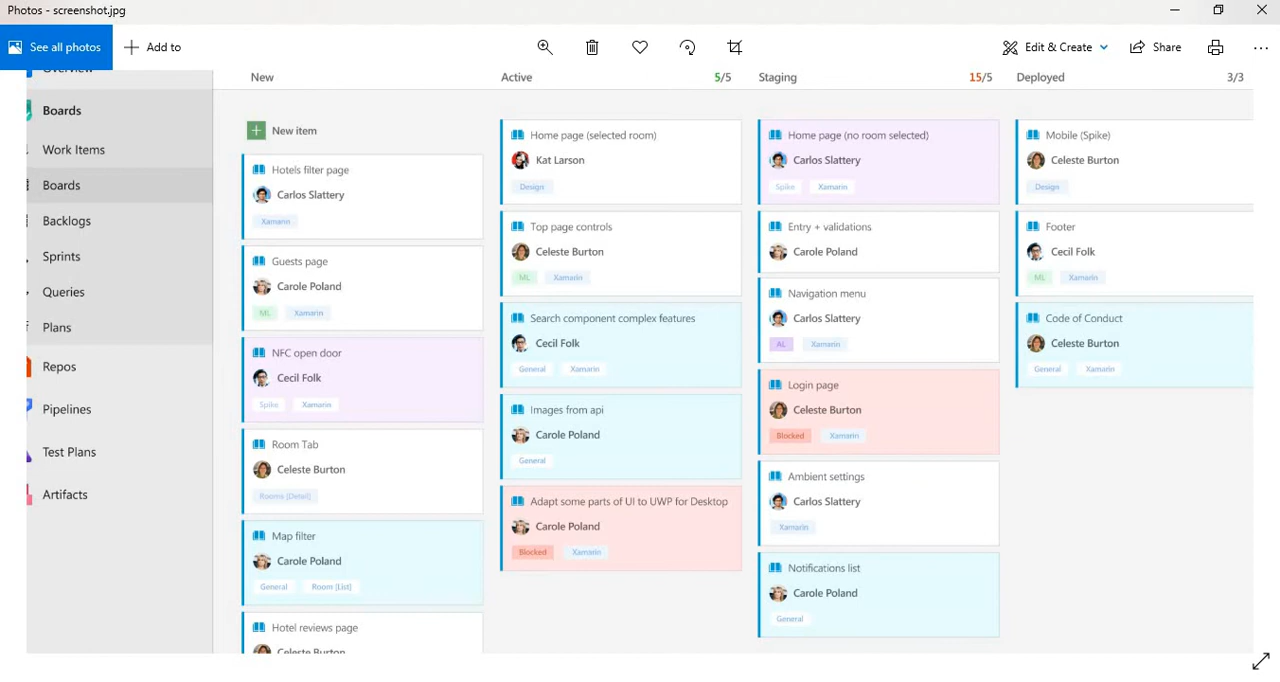 Photos - screenshot.jpg
See all photos
Add to
Edit & Create
Share
Overview
Boards
Work Items
Boards
Backlogs
Sprints
Queries
Plans
Repos
Pipelines
Test Plans
Artifacts
New
New item
Hotels filter page
Carlos Slattery
Xamarin
Guests page
Carole Poland
ML Xamarin
NFC open door
Cecil Folk
Spike Xamarin
Room Tab
Celeste Burton
Rooms [Detail]
Map filter
Carole Poland
General Room [List]
Hotel reviews page
Celeste Burton
Active 5/5
Home page (selected room)
Kat Larson
Design
Top page controls
Celeste Burton
ML Xamarin
Search component complex features
Cecil Folk
General Xamarin
Images from api
Carole Poland
General
Adapt some parts of UI to UWP for Desktop
Carole Poland
Blocked Xamarin
Staging 15/5
Home page (no room selected)
Carlos Slattery
Spike Xamarin
Entry + validations
Carole Poland
Navigation menu
Carlos Slattery
AL Xamarin
Login page
Celeste Burton
Blocked Xamarin
Ambient settings
Carlos Slattery
Xamarin
Notifications list
Carole Poland
General
Deployed 3/3
Mobile (Spike)
Celeste Burton
Design
Footer
Cecil Folk
ML Xamarin
Code of Conduct
Celeste Burton
General Xamarin